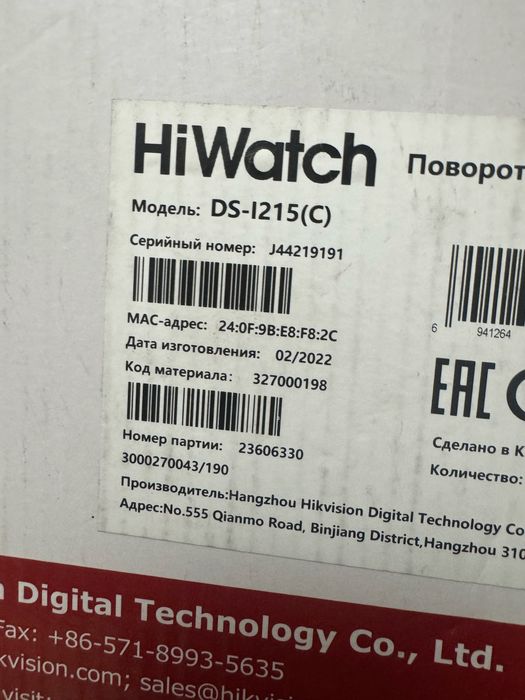 HiWatch
Поворот
Модель: DS-I215(C)
Серийный номер: J44219191
MAC-адрес: 24:0F:9B:E8:F8:2C
6 941264
Дата изготовления: 02/2022
Код материала: 327000198
EAC
Номер партии: 23606330
3000270043/190
Сделано в К
Количество:
Производитель:Hangzhou Hikvision Digital Technology Co
Адрес:No.555 Qianmo Road, Binjiang District,Hangzhou 310
n Digital Technology Co., Ltd.
Fax: +86-571-8993-5635
kvision.com; sales@hikvision